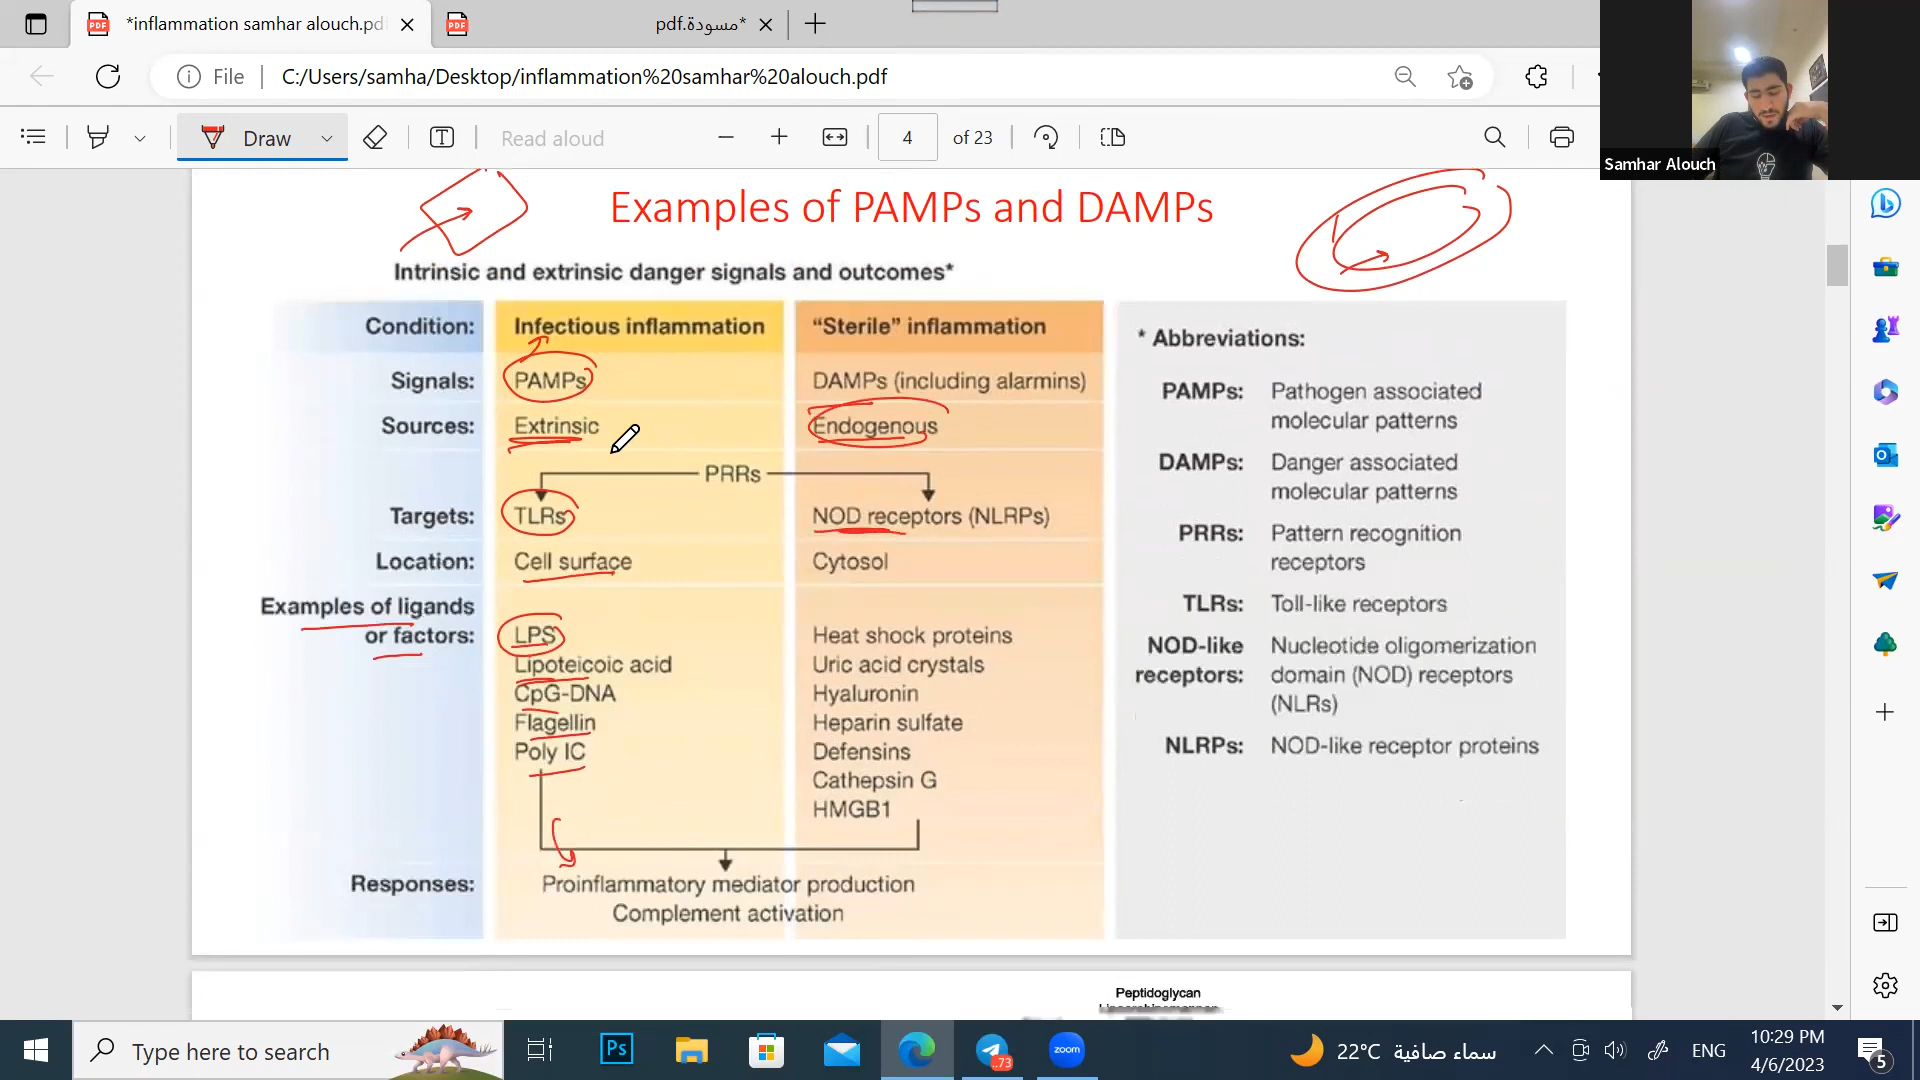 *inflammation samhar alouch.pdf
*مسودة.pdf
File
C:/Users/samha/Desktop/inflammation%20samhar%20alouch.pdf
Draw
Read aloud
4
of 23
Samhar Alouch
Examples of PAMPs and DAMPs
Intrinsic and extrinsic danger signals and outcomes*
Condition: Infectious inflammation "Sterile" inflammation
Signals: PAMPs DAMPs (including alarmins)
Sources: Extrinsic Endogenous
PRRs
Targets: TLRs NOD receptors (NLRPs)
Location: Cell surface Cytosol
Examples of ligands
or factors: LPS Heat shock proteins
Lipoteicoic acid Uric acid crystals
CpG-DNA Hyaluronin
Flagellin Heparin sulfate
Poly IC Defensins
Cathepsin G
HMGB1
Responses: Proinflammatory mediator production
Complement activation
* Abbreviations:
PAMPs: Pathogen associated
molecular patterns
DAMPs: Danger associated
molecular patterns
PRRs: Pattern recognition
receptors
TLRs: Toll-like receptors
NOD-like Nucleotide oligomerization
receptors: domain (NOD) receptors
(NLRs)
NLRPs: NOD-like receptor proteins
Peptidoglycan
Type here to search
Ps
73
zoom
22°C سماء صافية
ENG
10:29 PM
4/6/2023
5